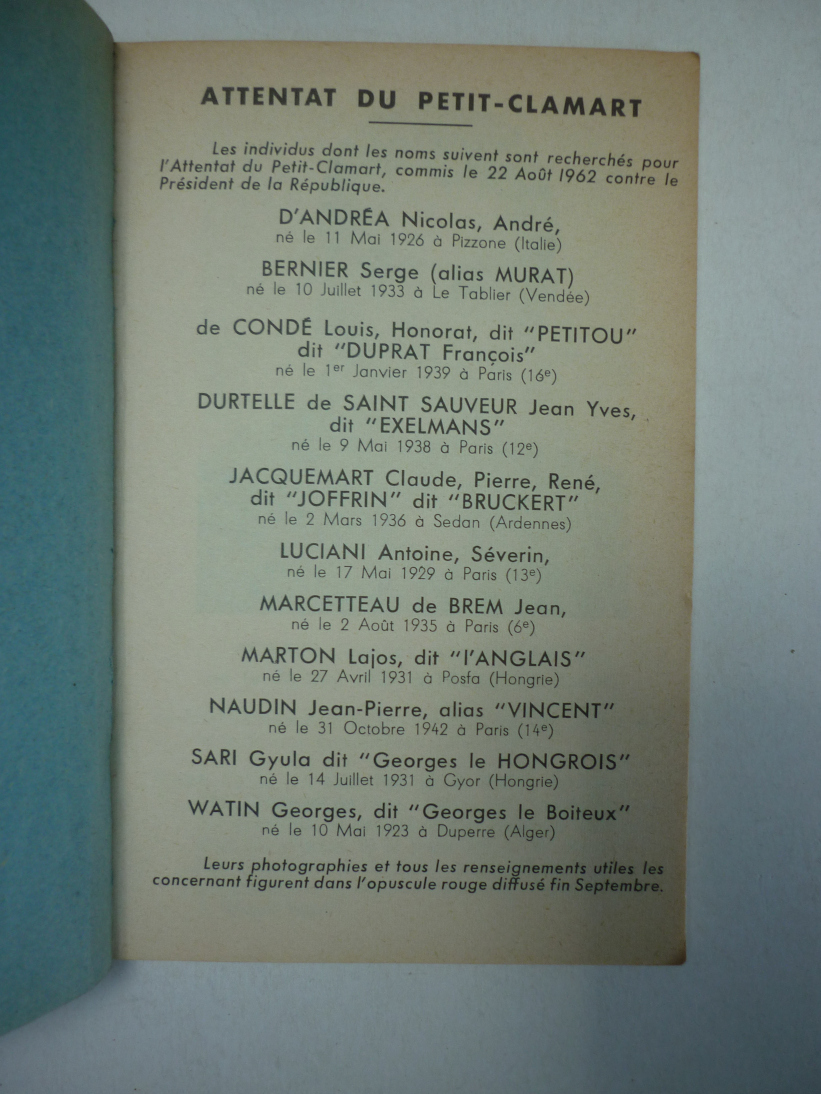 ATTENTAT DU PETIT-CLAMART
Les individus dont les noms suivent sont recherchés pour
l'Attentat du Petit-Clamart, commis le 22 Août 1962 contre le
Président de la République.
D'ANDRÉA Nicolas, André,
né le 11 Mai 1926 à Pizzone (Italie)
BERNIER Serge (alias MURAT)
né le 10 Juillet 1933 à Le Tablier (Vendée)
de CONDÉ Louis, Honorat, dit "PETITOU"
dit "DUPRAT François"
né le 1er Janvier 1939 à Paris (16e)
DURTELLE de SAINT SAUVEUR Jean Yves,
dit "EXELMANS"
né le 9 Mai 1938 à Paris (12e)
JACQUEMART Claude, Pierre, René,
dit "JOFFRIN" dit "BRUCKERT"
né le 2 Mars 1936 à Sedan (Ardennes)
LUCIANI Antoine, Séverin,
né le 17 Mai 1929 à Paris (13e)
MARCETTEAU de BREM Jean,
né le 2 Août 1935 à Paris (6e)
MARTON Lajos, dit "l'ANGLAIS"
né le 27 Avril 1931 à Posfa (Hongrie)
NAUDIN Jean-Pierre, alias "VINCENT"
né le 31 Octobre 1942 à Paris (14e)
SARI Gyula dit "Georges le HONGROIS"
né le 14 Juillet 1931 à Gyor (Hongrie)
WATIN Georges, dit "Georges le Boiteux"
né le 10 Mai 1923 à Duperre (Alger)
Leurs photographies et tous les renseignements utiles les
concernant figurent dans l'opuscule rouge diffusé fin Septembre.